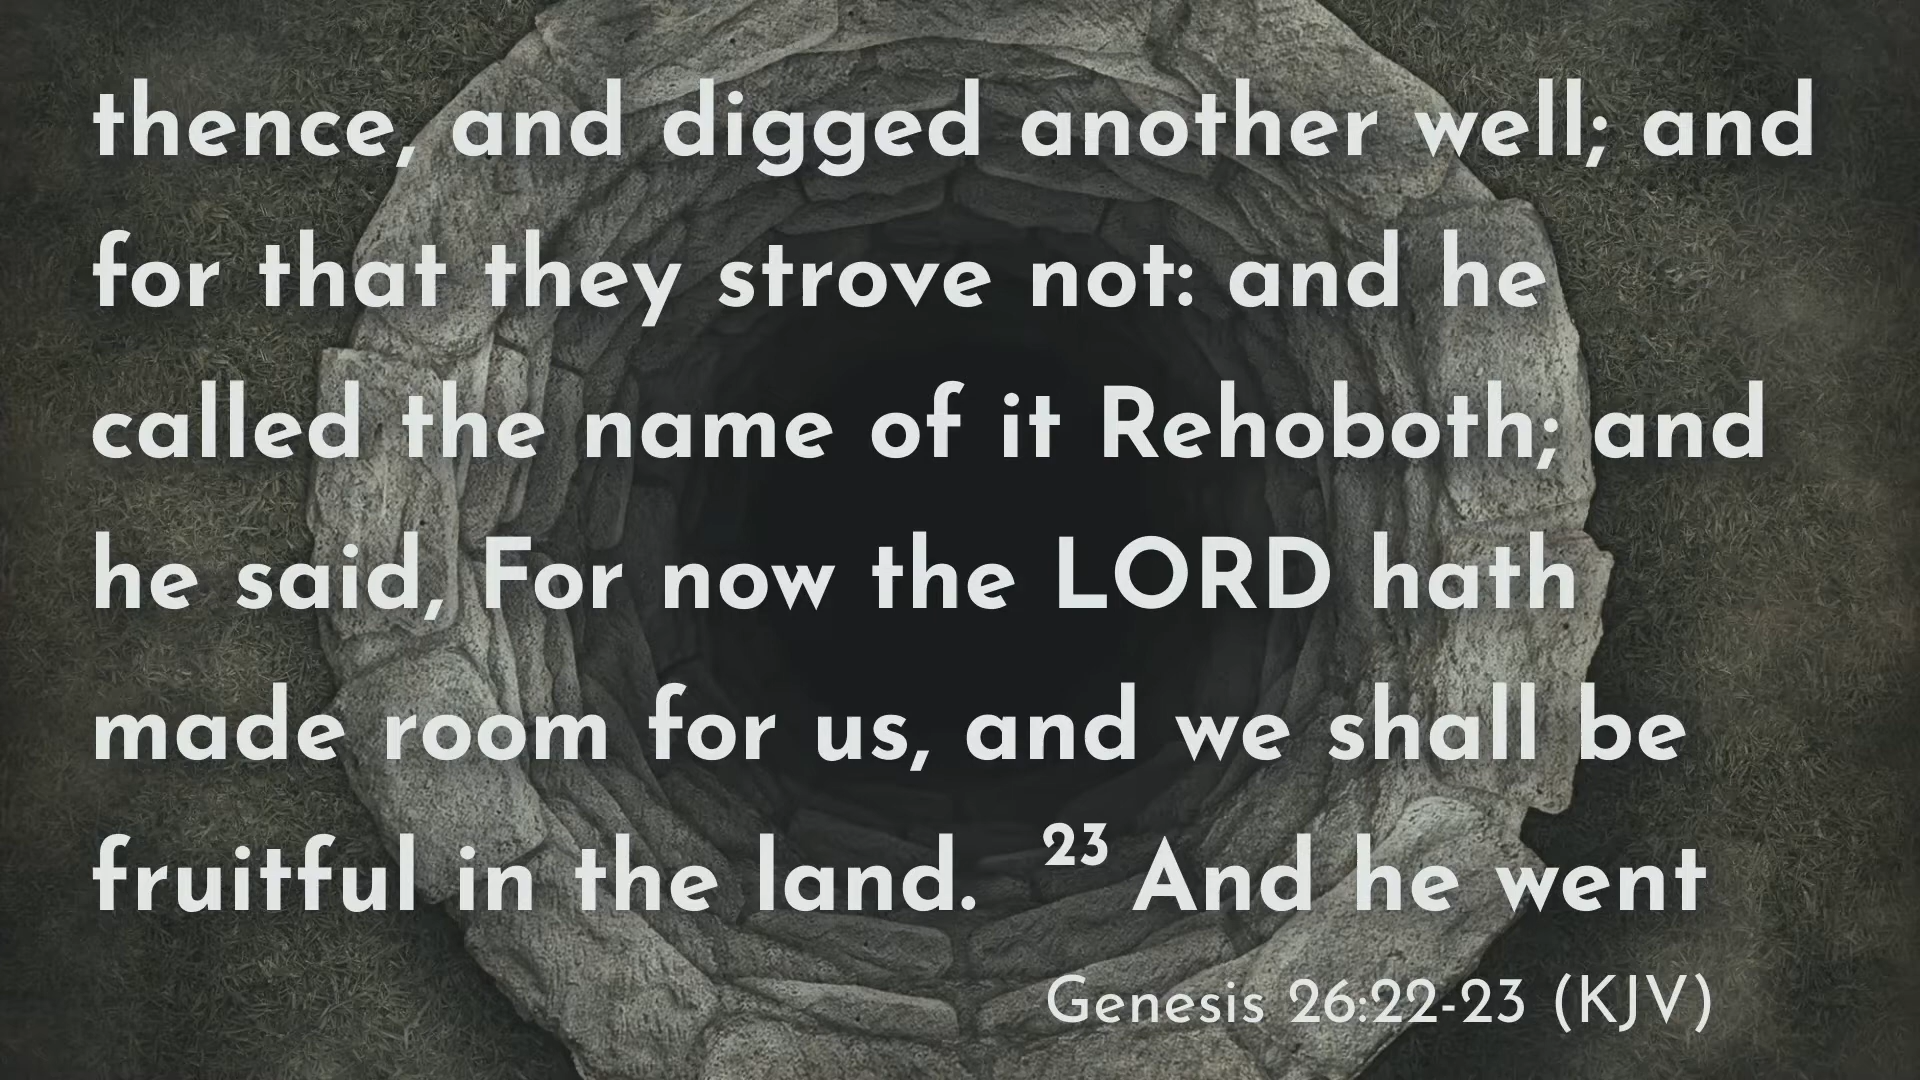 thence, and digged another well; and
for that they strove not: and he
called the name of it Rehoboth; and
he said, For now the LORD hath
made room for us, and we shall be
fruitful in the land. 23 And he went
Genesis 26:22-23 (KJV)